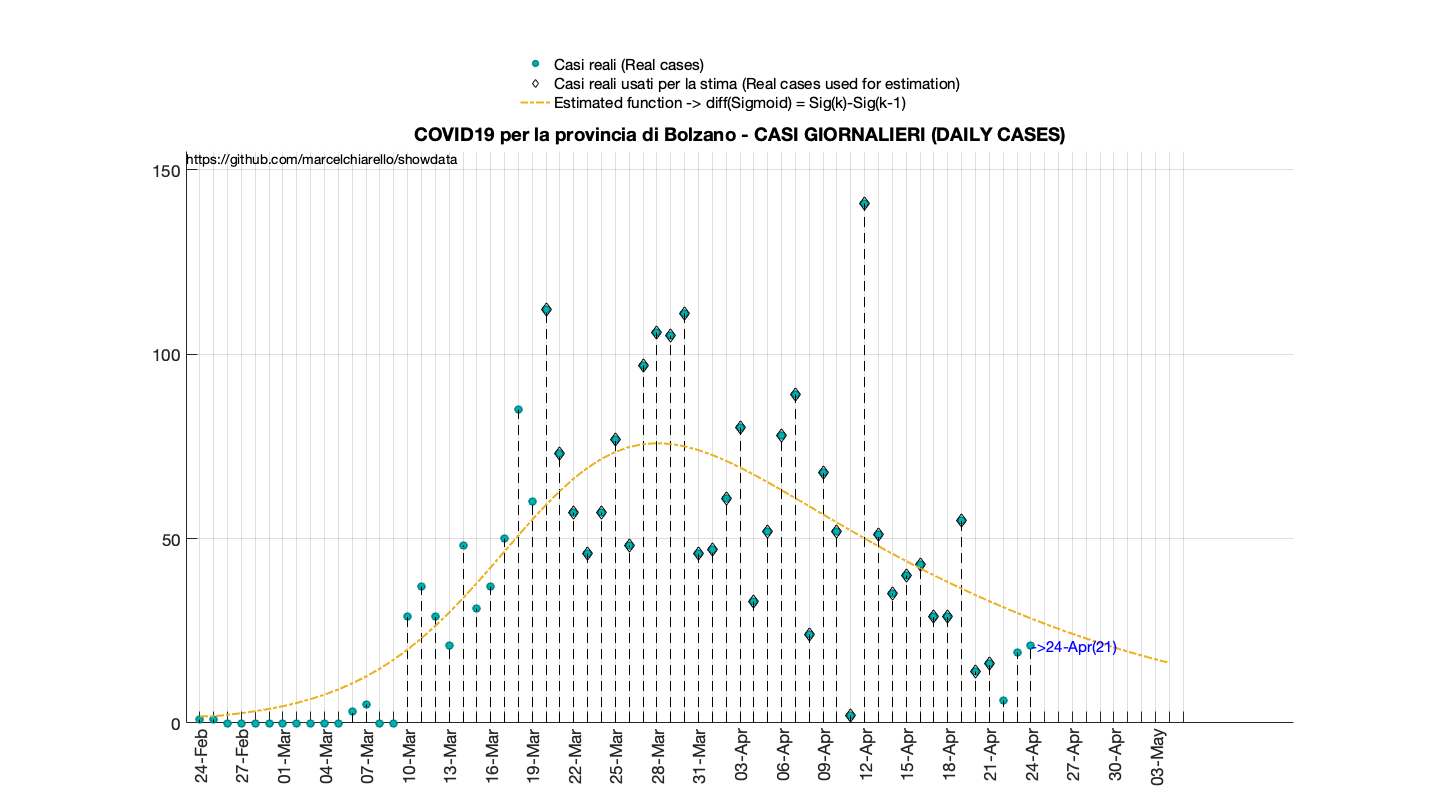 Casi reali (Real cases)
Casi reali usati per la stima (Real cases used for estimation)
Estimated function -> diff(Sigmoid) = Sig(k)-Sig(k-1)
COVID19 per la provincia di Bolzano - CASI GIORNALIERI (DAILY CASES)
https://github.com/marcelchiarello/showdata
150
100
50
0
->24-Apr(21)
24-Feb
27-Feb
01-Mar
04-Mar
07-Mar
10-Mar
13-Mar
16-Mar
19-Mar
22-Mar
25-Mar
28-Mar
31-Mar
03-Apr
06-Apr
09-Apr
12-Apr
15-Apr
18-Apr
21-Apr
24-Apr
27-Apr
30-Apr
03-May